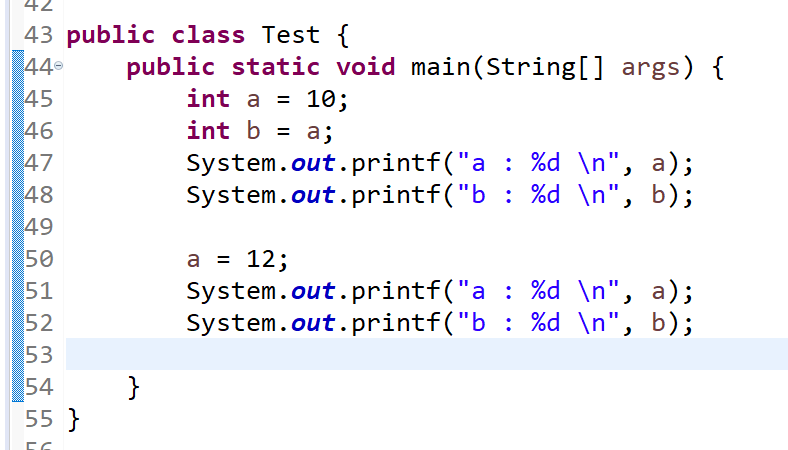 42
43 public class Test {
44 public static void main(String[] args) {
45 int a = 10;
46 int b = a;
47 System.out.printf("a : %d \n", a);
48 System.out.printf("b : %d \n", b);
49
50 a = 12;
51 System.out.printf("a : %d \n", a);
52 System.out.printf("b : %d \n", b);
53
54 }
55 }
56